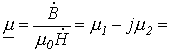 μ̲ = Ḃ / (μ₀Ḣ) = μ₁ − jμ₂ =